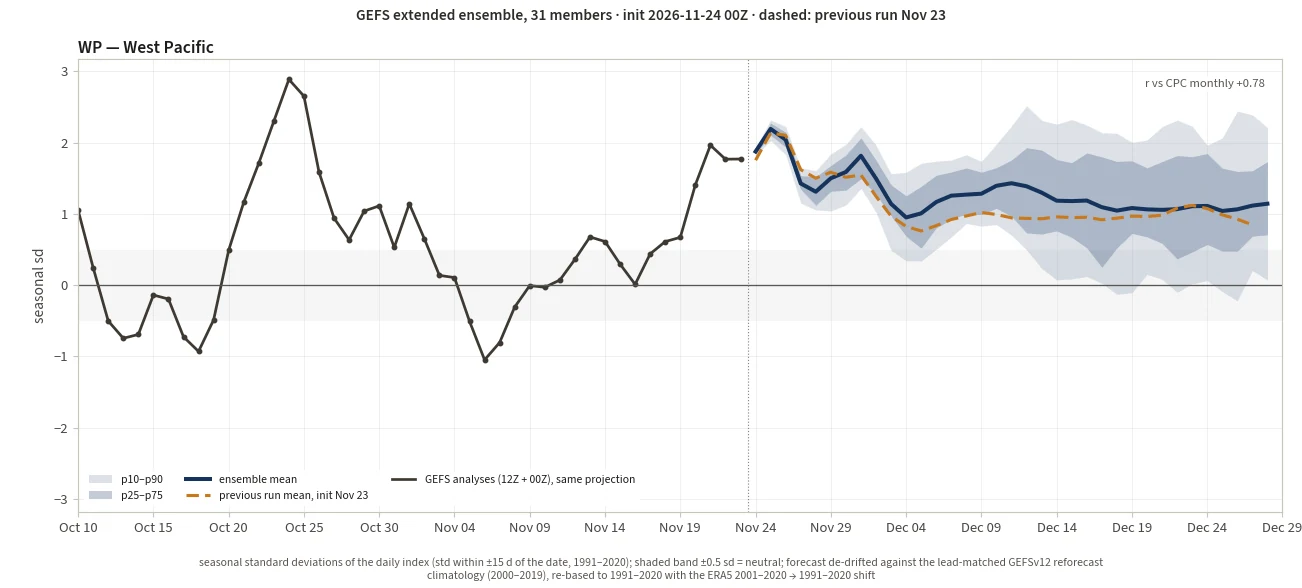 GEFS extended ensemble, 31 members · init 2026-11-24 00Z · dashed: previous run Nov 23
WP — West Pacific
r vs CPC monthly +0.78
seasonal sd
3
2
1
0
−1
−2
−3
p10–p90
p25–p75
ensemble mean
previous run mean, init Nov 23
GEFS analyses (12Z + 00Z), same projection
Oct 10 Oct 15 Oct 20 Oct 25 Oct 30 Nov 04 Nov 09 Nov 14 Nov 19 Nov 24 Nov 29 Dec 04 Dec 09 Dec 14 Dec 19 Dec 24 Dec 29
seasonal standard deviations of the daily index (std within ±15 d of the date, 1991–2020); shaded band ±0.5 sd = neutral; forecast de-drifted against the lead-matched GEFSv12 reforecast
climatology (2000–2019), re-based to 1991–2020 with the ERA5 2001–2020 → 1991–2020 shift